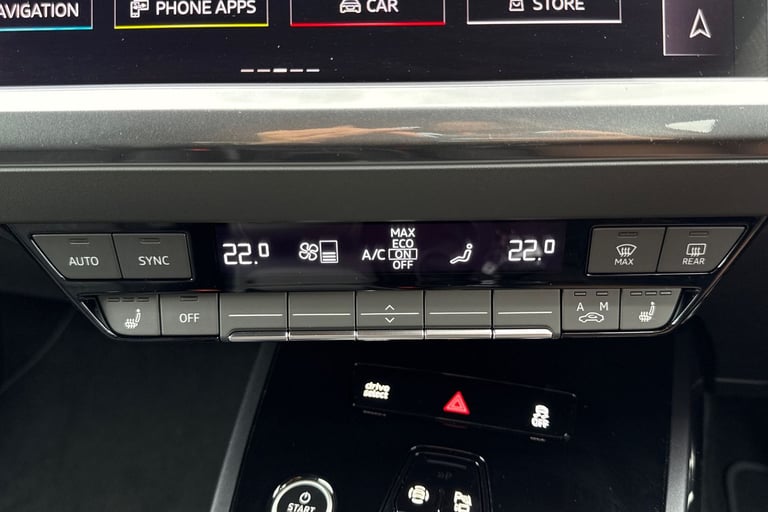 NAVIGATION
PHONE APPS
CAR
STORE
AUTO
SYNC
22.0
A/C
MAX
ECO
ON
OFF
22.0
MAX
REAR
OFF
A M
drive
select
OFF
START